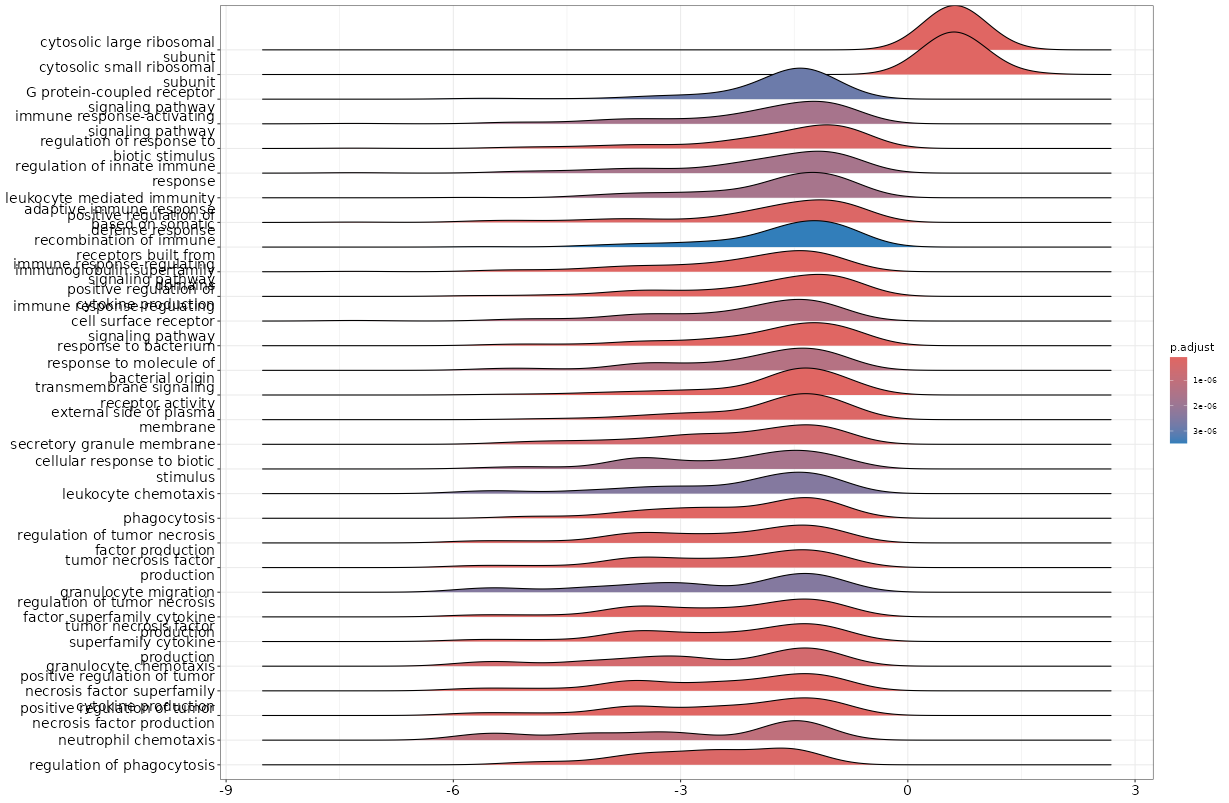 cytosolic large ribosomal
subunit
cytosolic small ribosomal
subunit
G protein-coupled receptor
signaling pathway
immune response-activating
signaling pathway
regulation of response to
biotic stimulus
regulation of innate immune
response
leukocyte mediated immunity
adaptive immune response
based on somatic
recombination of immune
receptors built from
immunoglobulin superfamily
domains
positive regulation of
defense response
immune response-regulating
signaling pathway
positive regulation of
cytokine production
immune response-regulating
cell surface receptor
signaling pathway
response to bacterium
response to molecule of
bacterial origin
transmembrane signaling
receptor activity
external side of plasma
membrane
secretory granule membrane
cellular response to biotic
stimulus
leukocyte chemotaxis
phagocytosis
regulation of tumor necrosis
factor production
tumor necrosis factor
production
granulocyte migration
regulation of tumor necrosis
factor superfamily cytokine
production
tumor necrosis factor
superfamily cytokine
production
granulocyte chemotaxis
positive regulation of tumor
necrosis factor superfamily
cytokine production
positive regulation of tumor
necrosis factor production
neutrophil chemotaxis
regulation of phagocytosis
-9
-6
-3
0
3
p.adjust
1e-06
2e-06
3e-06